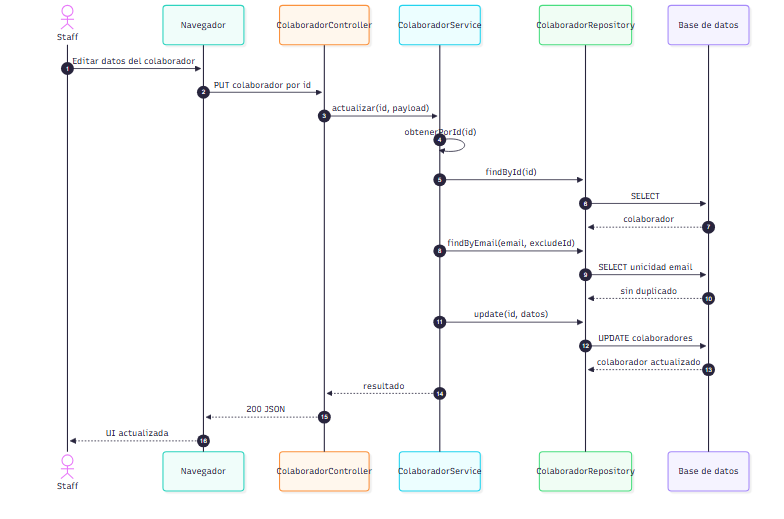 Staff
Navegador
ColaboradorController
ColaboradorService
ColaboradorRepository
Base de datos
1 Editar datos del colaborador
2 PUT colaborador por id
3 actualizar(id, payload)
4 obtenerPorId(id)
5 findById(id)
6 SELECT
7 colaborador
8 findByEmail(email, excludeId)
9 SELECT unicidad email
10 sin duplicado
11 update(id, datos)
12 UPDATE colaboradores
13 colaborador actualizado
14 resultado
15 200 JSON
16 UI actualizada
Staff
Navegador
ColaboradorController
ColaboradorService
ColaboradorRepository
Base de datos